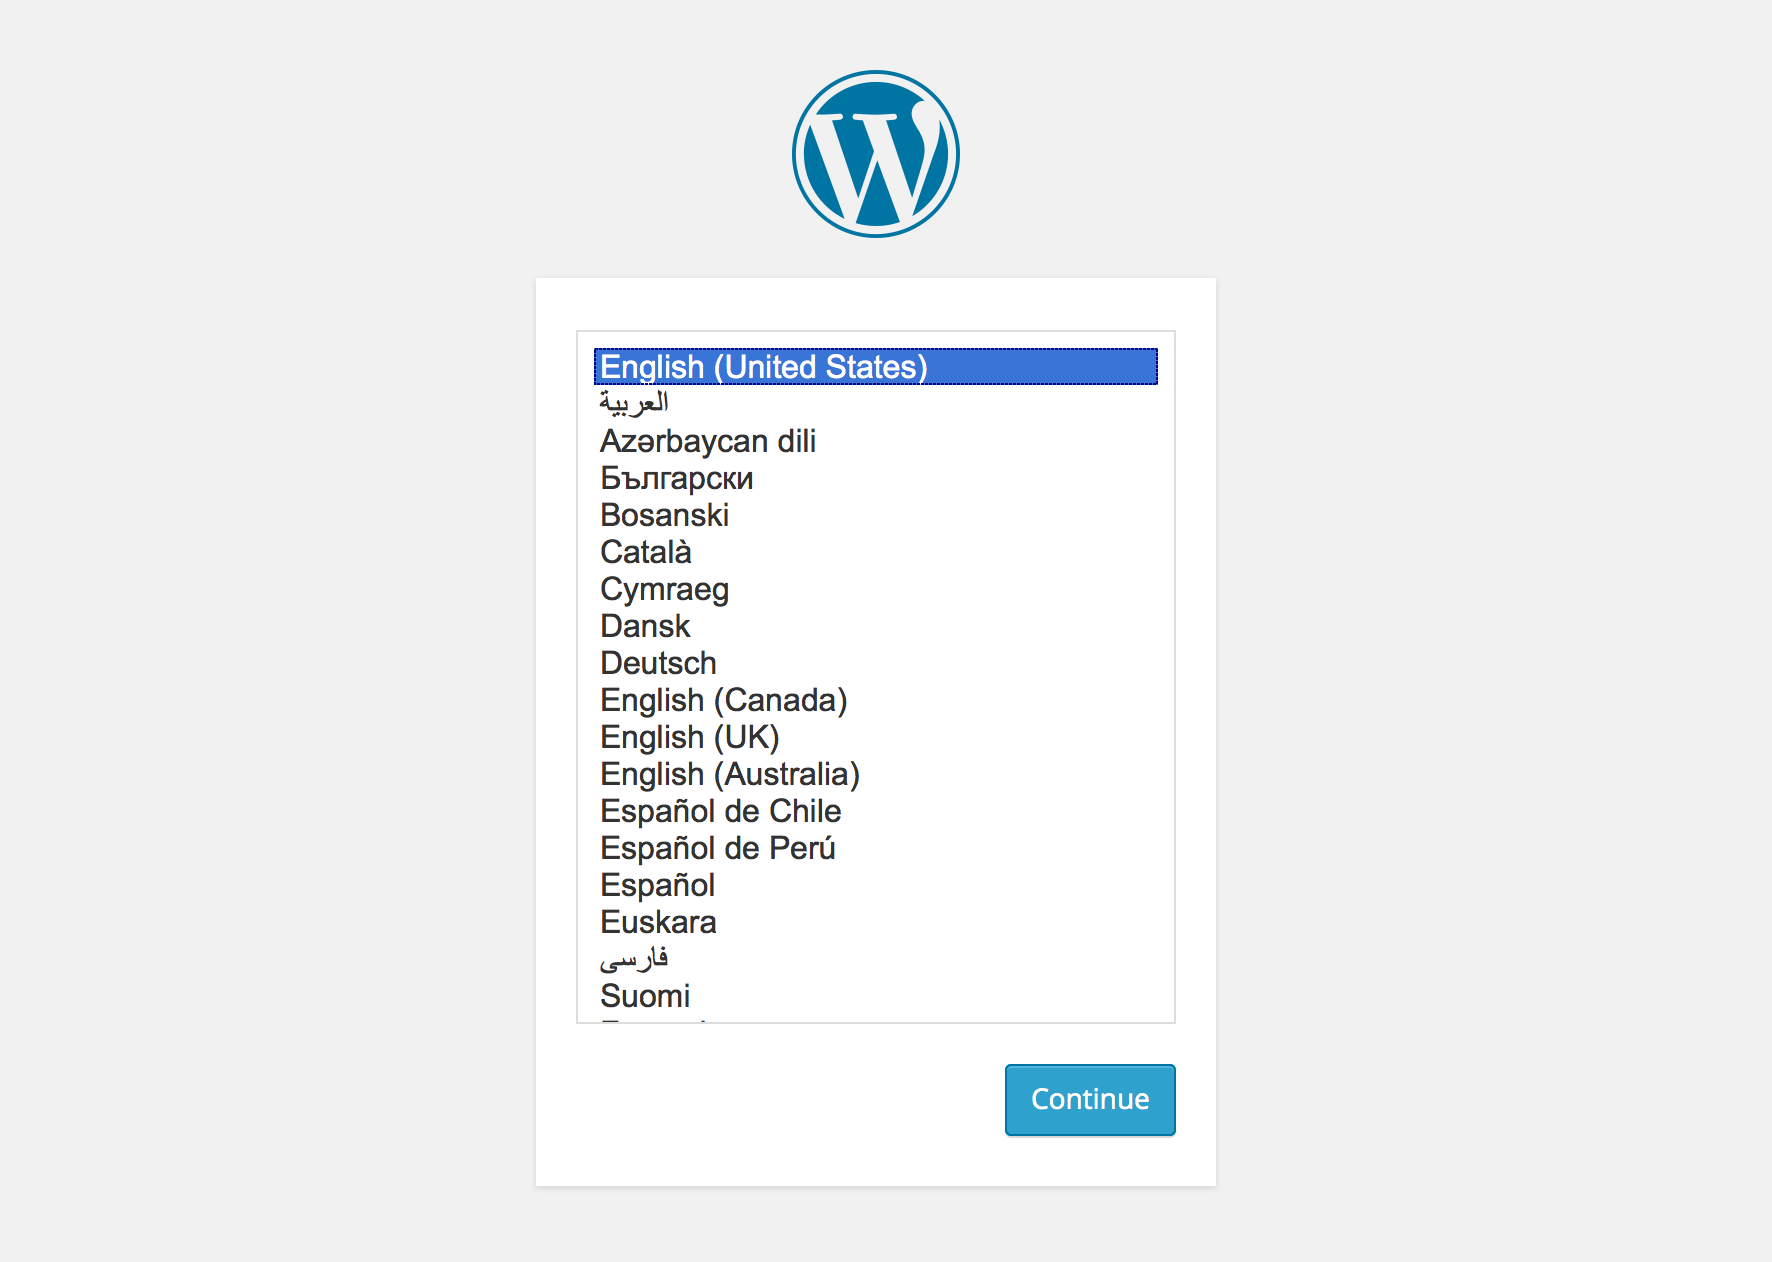 English (United States)
العربية
Azərbaycan dili
Български
Bosanski
Català
Cymraeg
Dansk
Deutsch
English (Canada)
English (UK)
English (Australia)
Español de Chile
Español de Perú
Español
Euskara
فارسی
Suomi
Continue